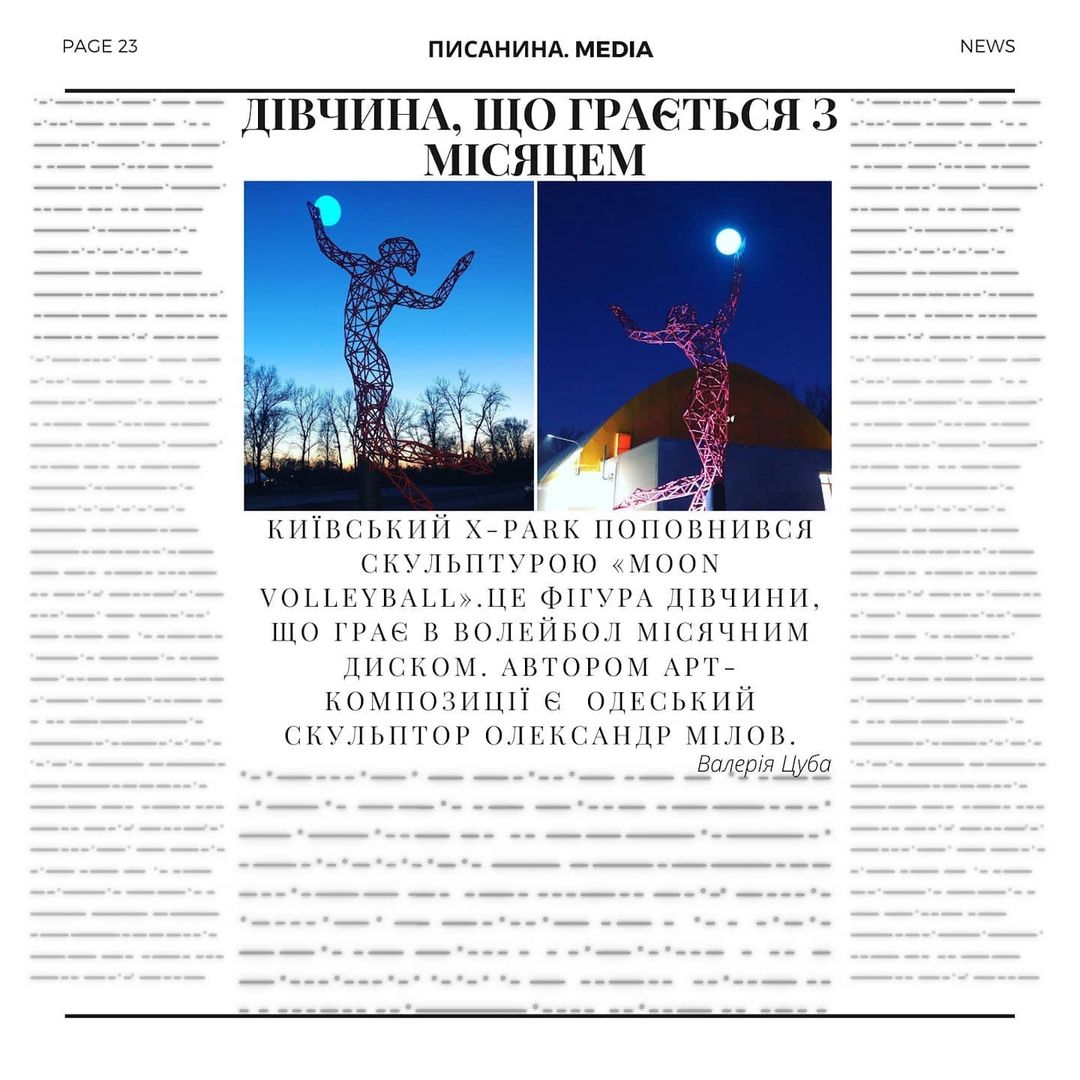 PAGE 23
ПИСАНИНА. MEDIA
NEWS
ДІВЧИНА, ЩО ГРАЄТЬСЯ З
МІСЯЦЕМ
КИЇВСЬКИЙ X-PARK ПОПОВНИВСЯ
СКУЛЬПТУРОЮ «MOON
VOLLEYBALL».ЦЕ ФІГУРА ДІВЧИНИ,
ЩО ГРАЄ В ВОЛЕЙБОЛ МІСЯЧНИМ
ДИСКОМ. АВТОРОМ АРТ-
КОМПОЗИЦІЇ Є ОДЕСЬКИЙ
СКУЛЬПТОР ОЛЕКСАНДР МІЛОВ.
Валерія Цуба